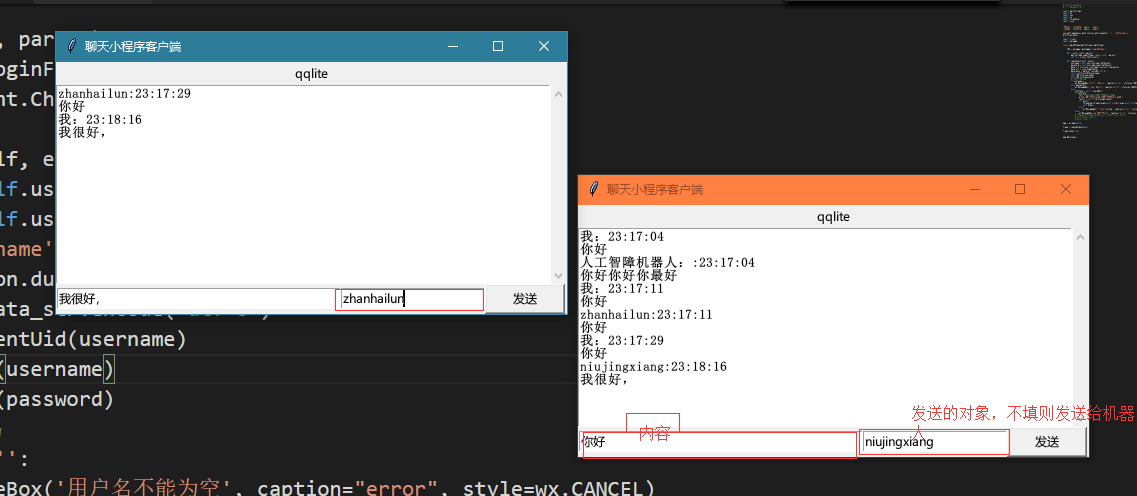 , par
聊天小程序客户端
oginF
qqlite
zhanhailun:23:17:29
你好
我: 23:18:16
我很好,
nt.Ch
lf, e
lf.us
lf.us
name'
on.du
我很好,
zhanhailun
发送
entUid(username)
(username)
(password)
'':
eBox('用户名不能为空', caption="error", style=wx.CANCEL)
聊天小程序客户端
qqlite
我: 23:17:04
你好
人工智障机器人: :23:17:04
你好你好你最好
我: 23:17:11
你好
zhanhailun:23:17:11
你好
我: 23:17:29
你好
niujingxiang:23:18:16
我很好,
发送的对象，不填则发送给机器
人
内容
你好
niujingxiang
发送